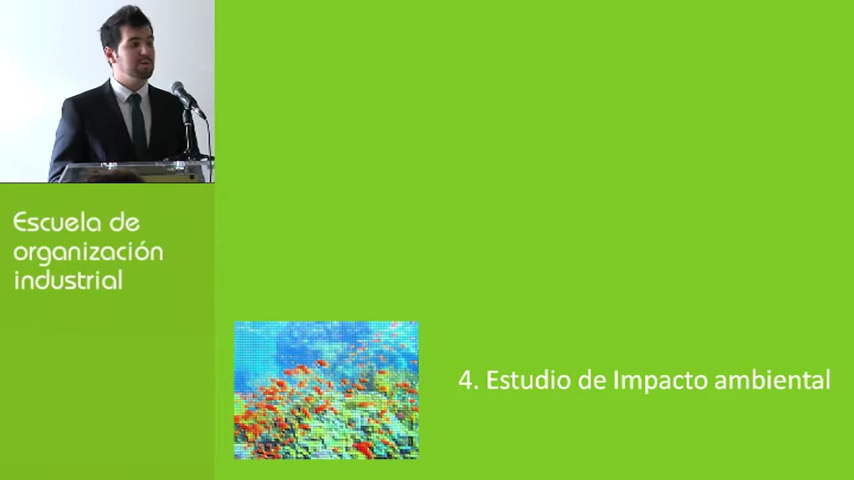 Escuela de
organización
industrial
4. Estudio de Impacto ambiental